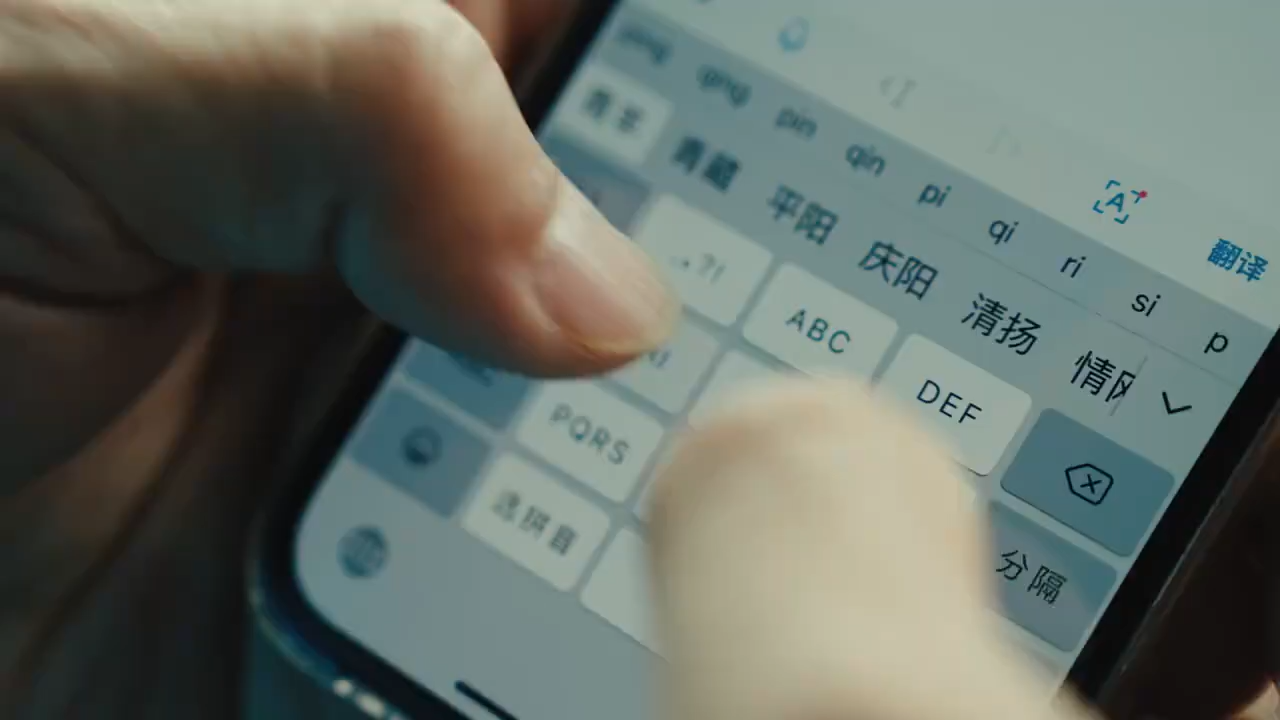 A
翻译
qing pin qin pi qi ri si p
青藏 平阳 庆阳 清扬 情
,。?! ABC DEF
PQRS 分隔
选拼音